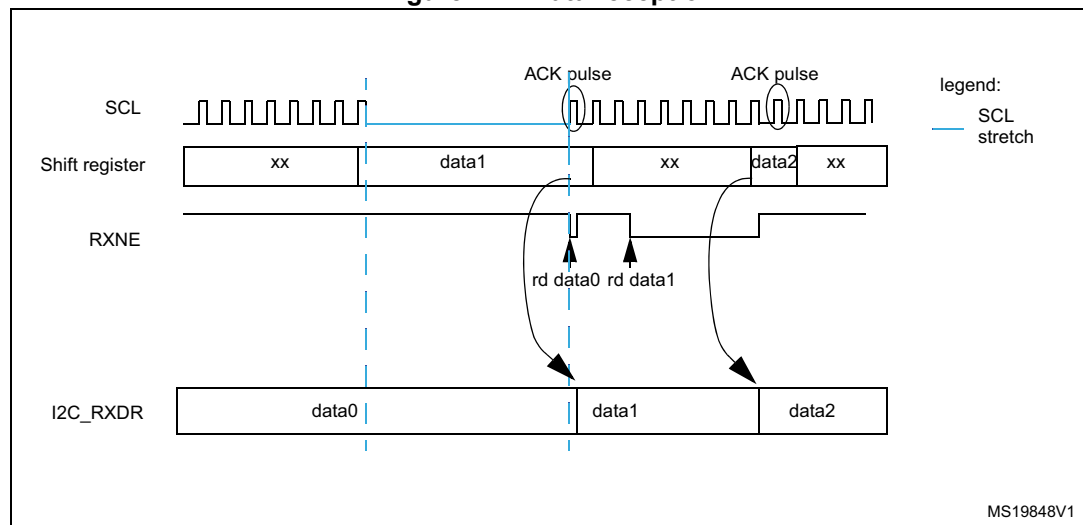 ACK pulse
ACK pulse
legend:
SCL
SCL
stretch
Shift register
xx
data1
xx
data2
xx
RXNE
rd data0
rd data1
I2C_RXDR
data0
data1
data2
MS19848V1